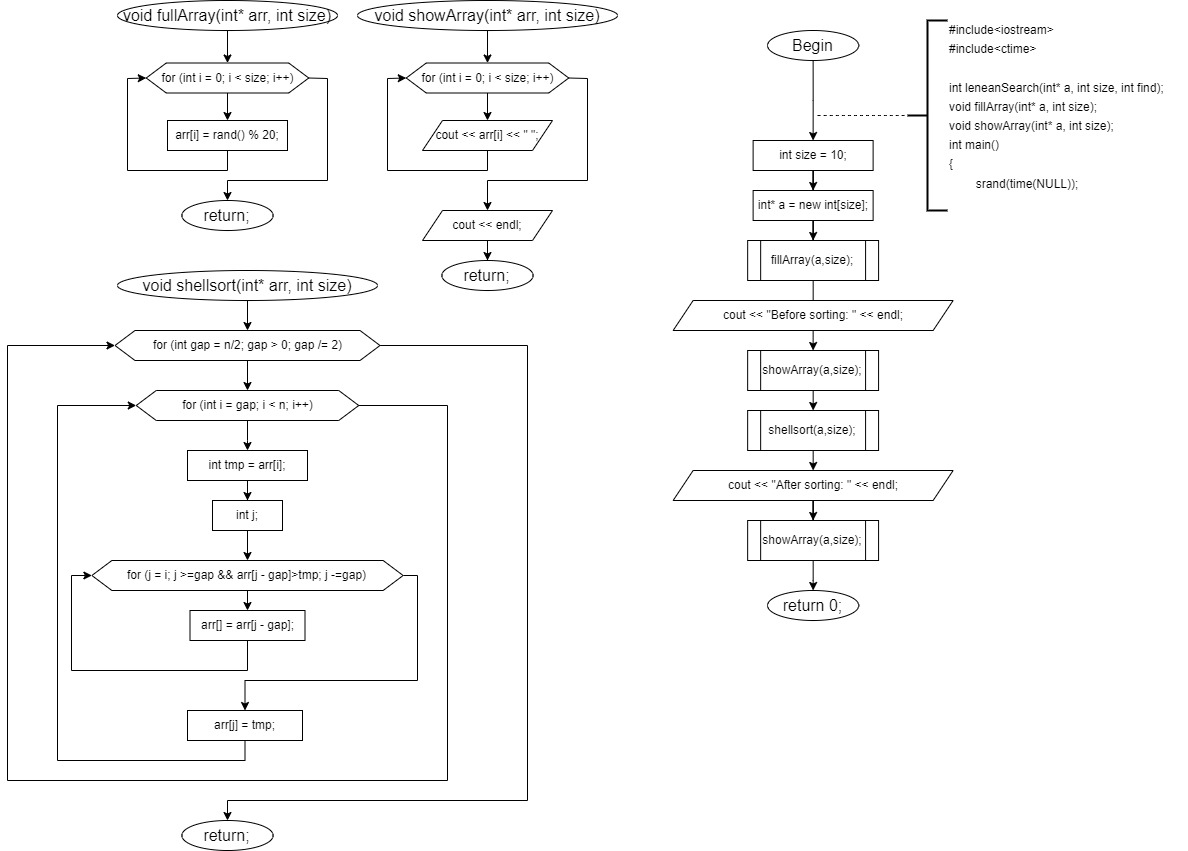 void fullArray(int* arr, int size)
for (int i = 0; i < size; i++)
arr[i] = rand() % 20;
return;
void showArray(int* arr, int size)
for (int i = 0; i < size; i++)
cout << arr[i] << " ";
cout << endl;
return;
void shellsort(int* arr, int size)
for (int gap = n/2; gap > 0; gap /= 2)
for (int i = gap; i < n; i++)
int tmp = arr[i];
int j;
for (j = i; j >=gap && arr[j - gap]>tmp; j -=gap)
arr[] = arr[j - gap];
arr[j] = tmp;
return;
Begin
int size = 10;
int* a = new int[size];
fillArray(a,size);
cout << "Before sorting: " << endl;
showArray(a,size);
shellsort(a,size);
cout << "After sorting: " << endl;
showArray(a,size);
return 0;
#include<iostream>
#include<ctime>
int leneanSearch(int* a, int size, int find);
void fillArray(int* a, int size);
void showArray(int* a, int size);
int main()
{
srand(time(NULL));